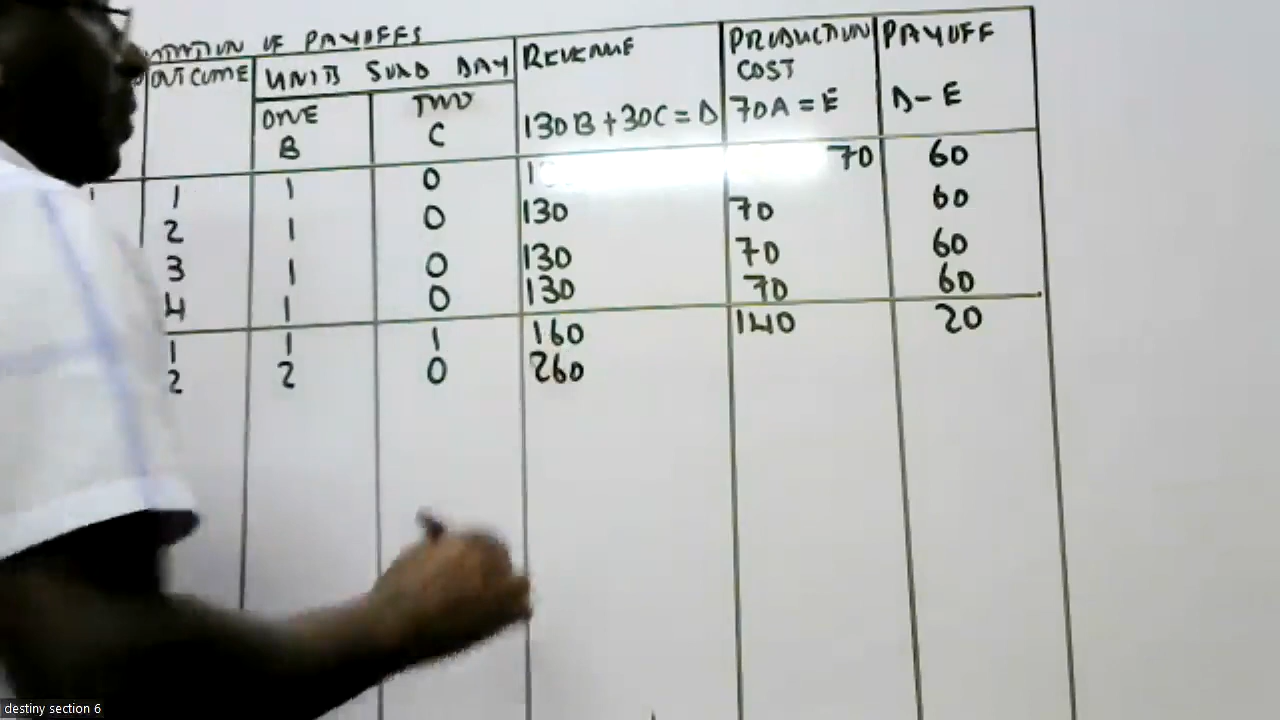 OF PAYOFFS
OUTCOME UNITS SOLD DAY REVENUE PRODUCTION COST PAYOFF
ONE B TWO C 130B + 30C = D 70A = E D - E
1 1 0 1 70 60
2 1 0 130 70 60
3 1 0 130 70 60
4 1 0 130 70 60
1 1 1 160 140 20
2 2 0 260
destiny section 6